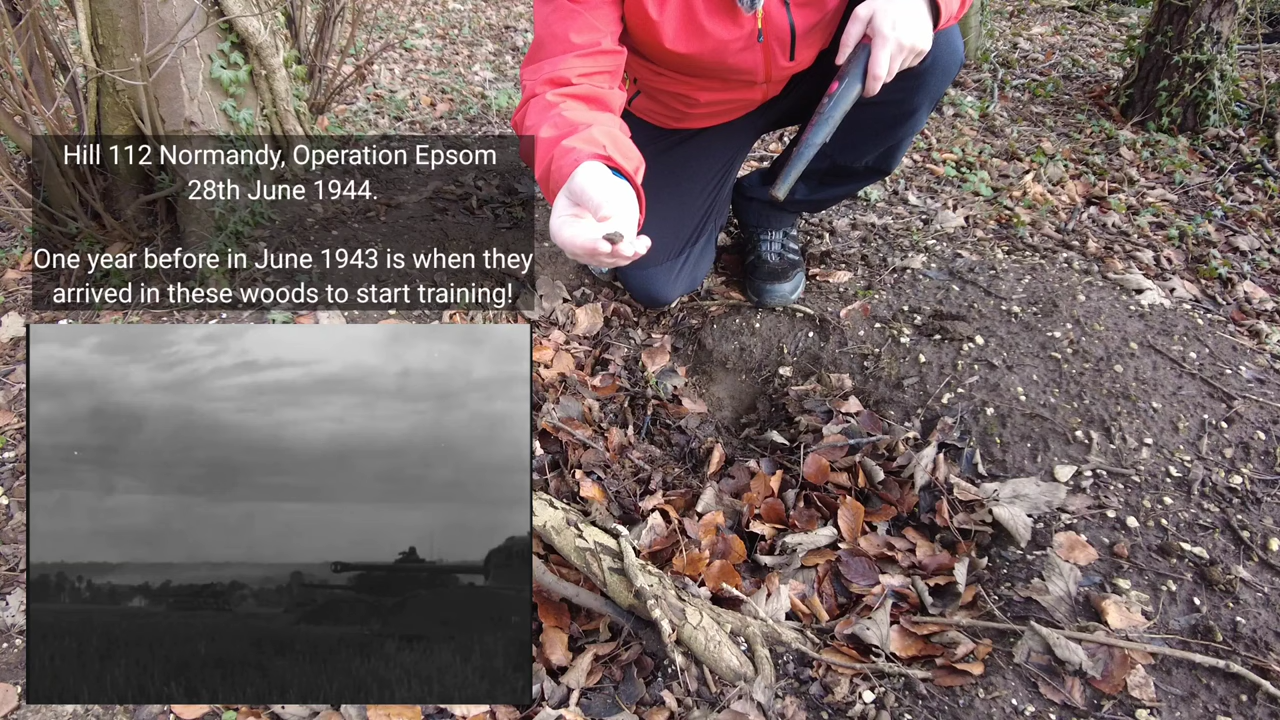 Hill 112 Normandy, Operation Epsom
28th June 1944.
One year before in June 1943 is when they
arrived in these woods to start training!